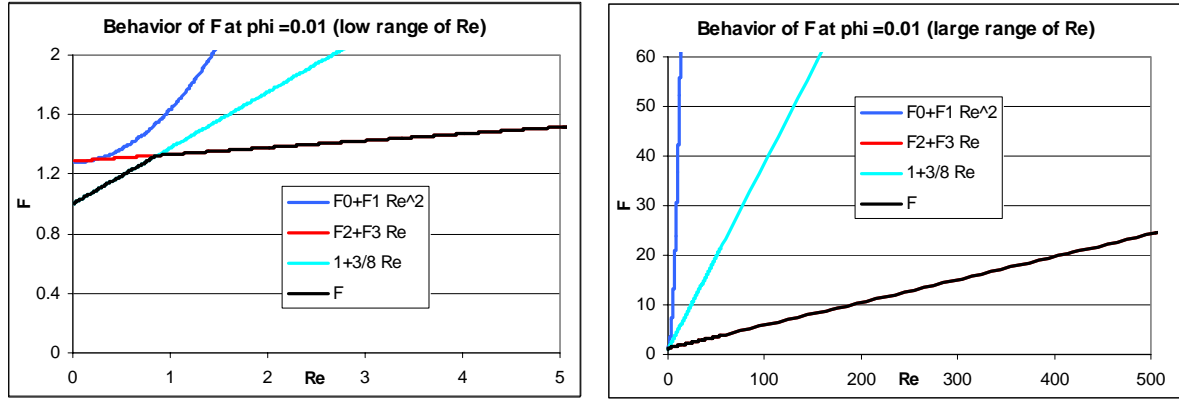 Behavior of F at phi =0.01 (low range of Re)
2
1.6
1.2
0.8
0.4
0
F
F0+F1 Re^2
F2+F3 Re
1+3/8 Re
F
0 1 2 3 4 5
Re
Behavior of F at phi =0.01 (large range of Re)
60
50
40
30
20
10
0
F
F0+F1 Re^2
F2+F3 Re
1+3/8 Re
F
0 100 200 300 400 500
Re